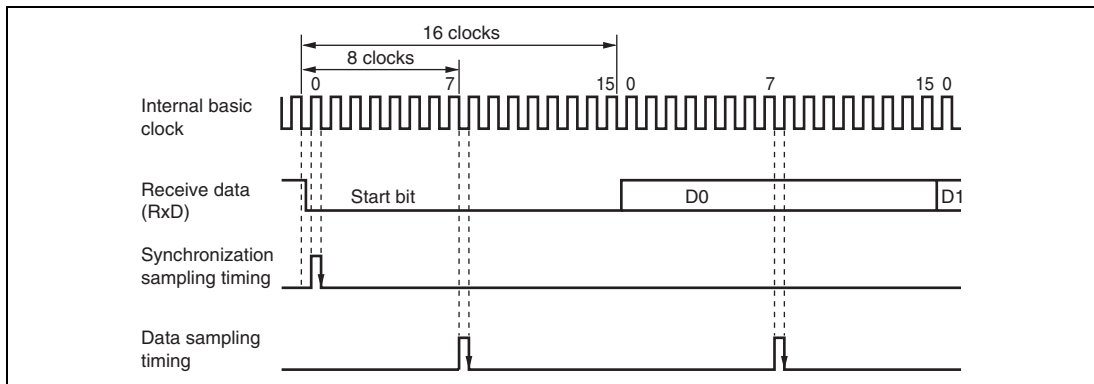 16 clocks
8 clocks
0 7 15 0 7 15 0
Internal basic
clock
Receive data
(RxD)
Start bit D0 D1
Synchronization
sampling timing
Data sampling
timing